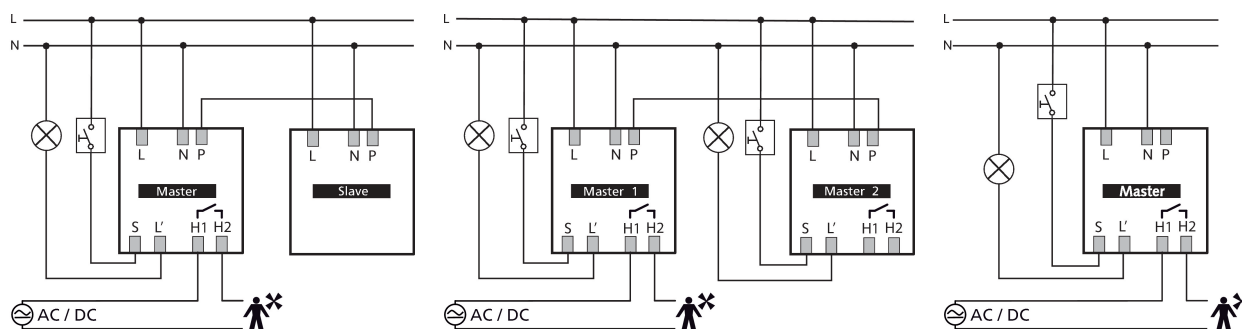 L
N
L N P
Master
S L' H1 H2
AC / DC
L N P
Slave
L
N
L N P
Master 1
S L' H1 H2
AC / DC
L N P
Master 2
S L' H1 H2
L
N
L N P
Master
S L' H1 H2
AC / DC